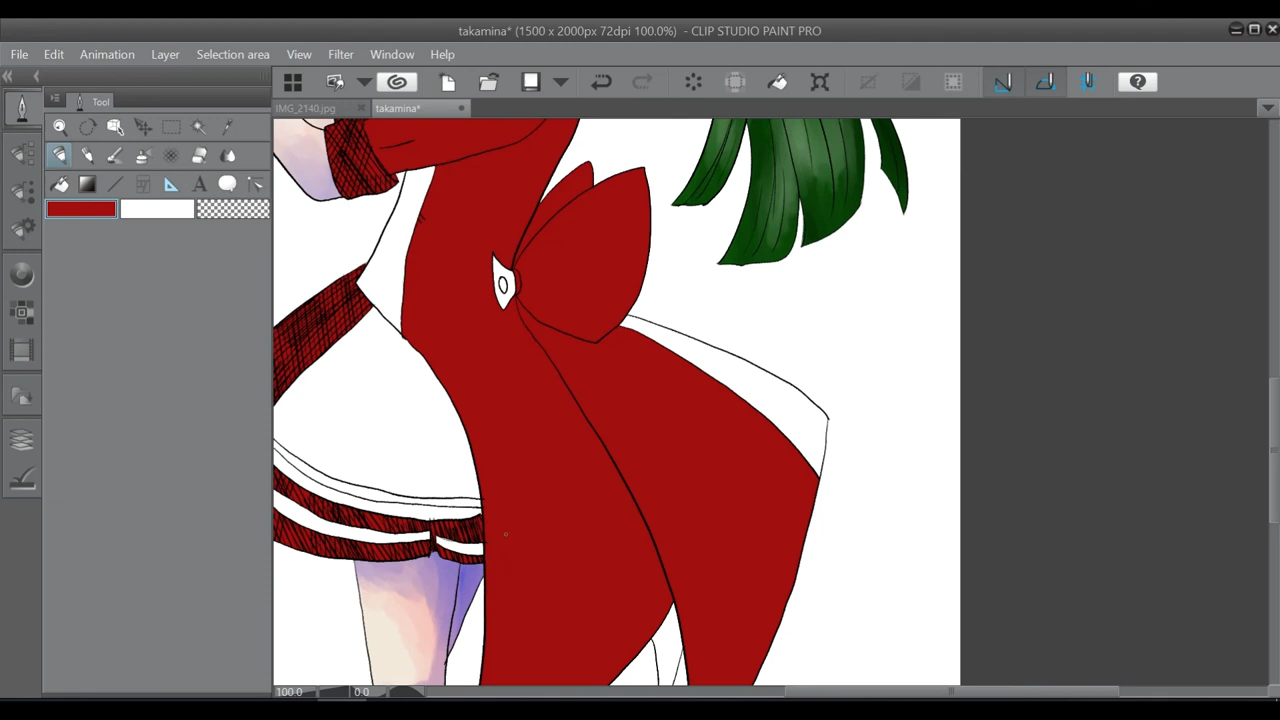 takamina* (1500 x 2000px 72dpi 100.0%) - CLIP STUDIO PAINT PRO
File Edit Animation Layer Selection area View Filter Window Help
Tool
IMG_2140.jpg takamina*
100.0 0.0